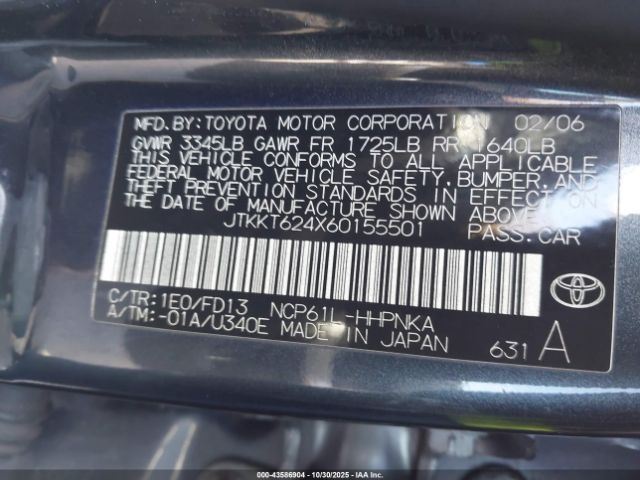 MFD.BY:TOYOTA MOTOR CORPORATION 02/06
GVWR 3345LB GAWR FR 1725LB RR 1640LB
THIS VEHICLE CONFORMS TO ALL APPLICABLE
FEDERAL MOTOR VEHICLE SAFETY,BUMPER,AND
THEFT PREVENTION STANDARDS IN EFFECT ON
THE DATE OF MANUFACTURE SHOWN ABOVE.
JTKKT624X60155501 PASS.CAR
C/TR:1E0/FD13 NCP61L-HHPNKA
A/TM:-01A/U340E MADE IN JAPAN
631 A
TOYOTA
000-43586904 | 10/30/2025 - IAAI.COM